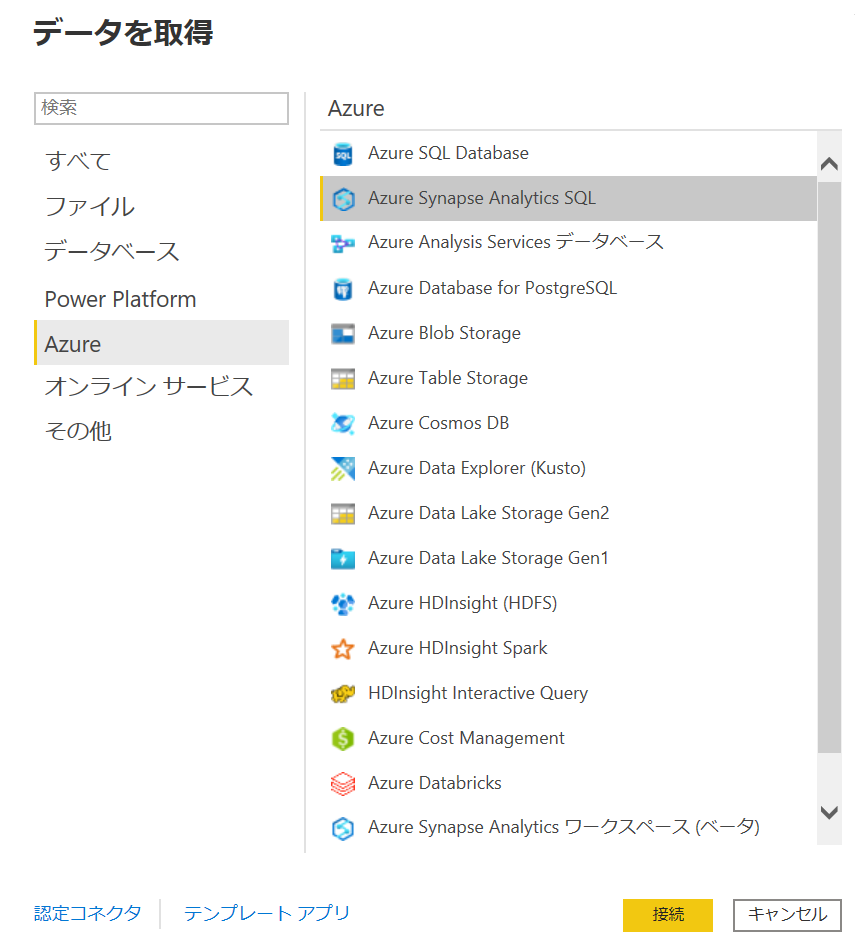 データを取得
検索
すべて
ファイル
データベース
Power Platform
Azure
オンライン サービス
その他
Azure
Azure SQL Database
Azure Synapse Analytics SQL
Azure Analysis Services データベース
Azure Database for PostgreSQL
Azure Blob Storage
Azure Table Storage
Azure Cosmos DB
Azure Data Explorer (Kusto)
Azure Data Lake Storage Gen2
Azure Data Lake Storage Gen1
Azure HDInsight (HDFS)
Azure HDInsight Spark
HDInsight Interactive Query
Azure Cost Management
Azure Databricks
Azure Synapse Analytics ワークスペース (ベータ)
認定コネクタ
テンプレート アプリ
接続
キャンセル